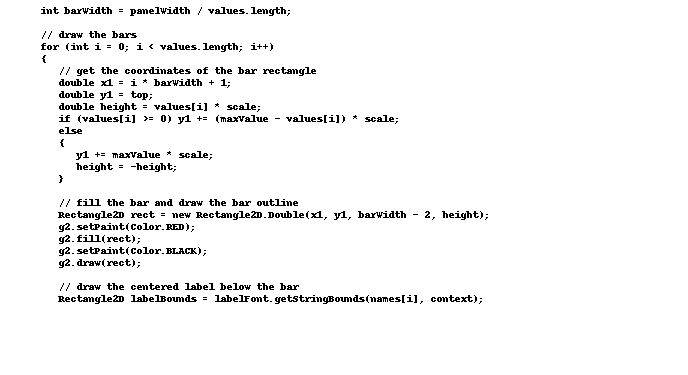 int barWidth = panelWidth / values.length;
// draw the bars
for (int i = 0; i < values.length; i++)
{
// get the coordinates of the bar rectangle
double x1 = i * barWidth + 1;
double y1 = top;
double height = values[i] * scale;
if (values[i] >= 0) y1 += (maxValue - values[i]) * scale;
else
{
y1 += maxValue * scale;
height = -height;
}
// fill the bar and draw the bar outline
Rectangle2D rect = new Rectangle2D.Double(x1, y1, barWidth - 2, height);
g2.setPaint(Color.RED);
g2.fill(rect);
g2.setPaint(Color.BLACK);
g2.draw(rect);
// draw the centered label below the bar
Rectangle2D labelBounds = labelFont.getStringBounds(names[i], context);